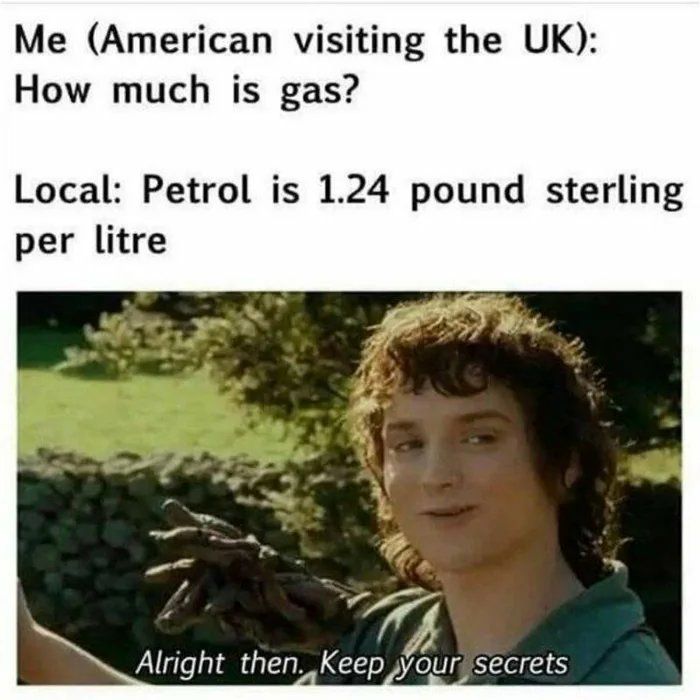 Me (American visiting the UK):
How much is gas?
Local: Petrol is 1.24 pound sterling
per litre
Alright then. Keep your secrets